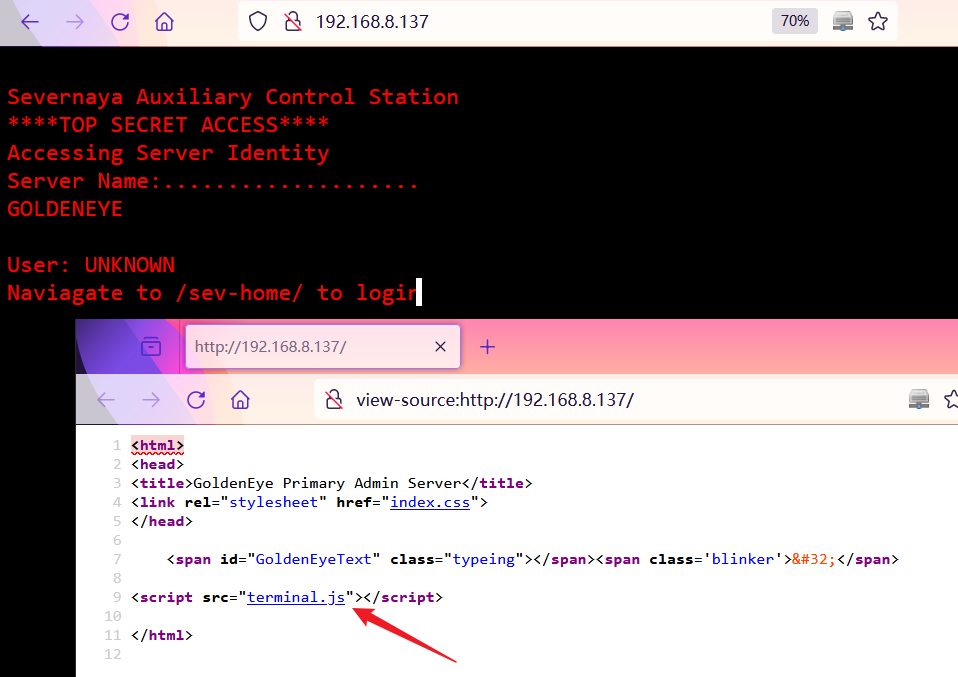 192.168.8.137
70%
Severnaya Auxiliary Control Station
****TOP SECRET ACCESS****
Accessing Server Identity
Server Name:....................
GOLDENEYE
User: UNKNOWN
Naviagate to /sev-home/ to login
http://192.168.8.137/
view-source:http://192.168.8.137/
1 <html>
2 <head>
3 <title>GoldenEye Primary Admin Server</title>
4 <link rel="stylesheet" href="index.css">
5 </head>
6
7 <span id="GoldenEyeText" class="typeing"></span><span class='blinker'>&#32;</span>
8
9 <script src="terminal.js"></script>
10
11 </html>
12